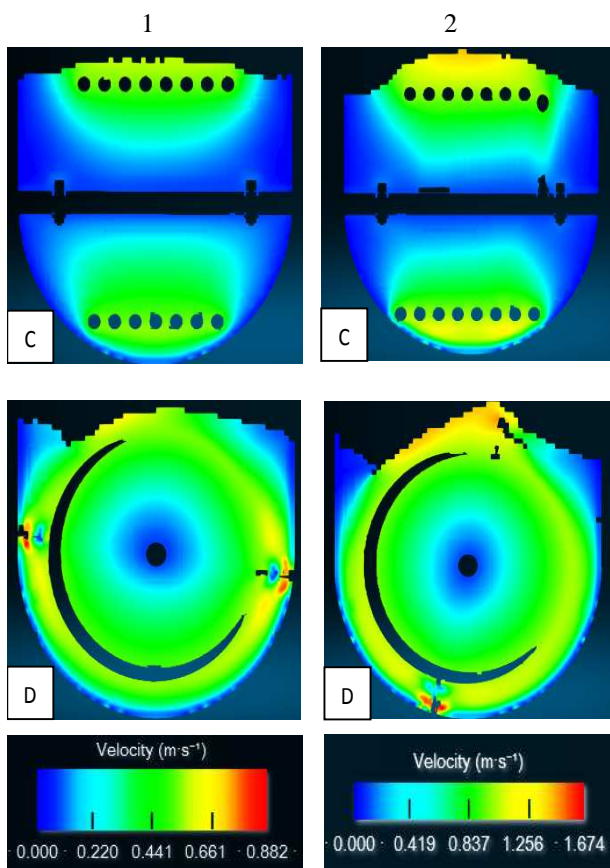 1 2
C C
D D
Velocity (m·s⁻¹) Velocity (m·s⁻¹)
· 0.000 · 0.220 0.441 0.661 · 0.882 · · 0.000 · 0.419 0.837 · 1.256 · 1.674